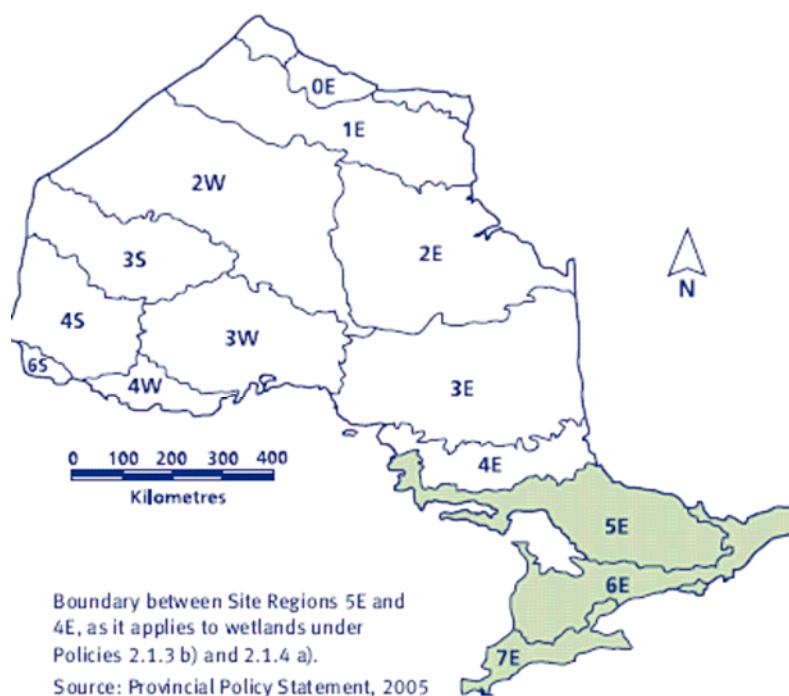 0E
1E
2W
2E
3S
N
4S
3W
6S
4W
3E
4E
0 100 200 300 400
Kilometres
5E
6E
7E
Boundary between Site Regions 5E and
4E, as it applies to wetlands under
Policies 2.1.3 b) and 2.1.4 a).
Source: Provincial Policy Statement, 2005